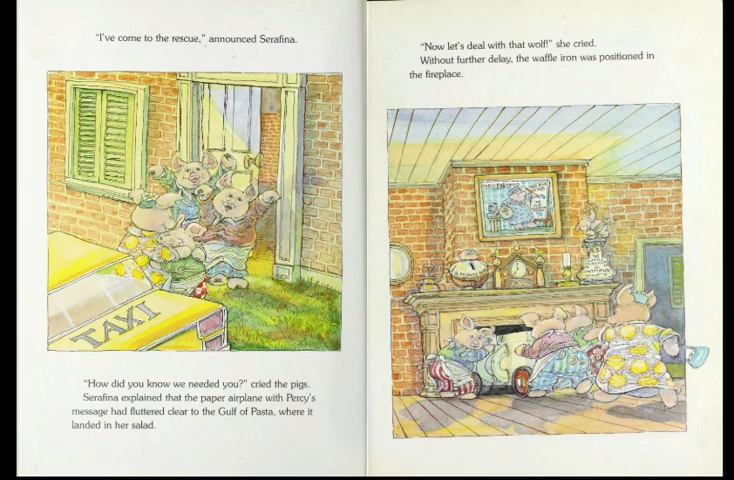 "I've come to the rescue," announced Serafina.
TAXI
"How did you know we needed you?" cried the pigs.
Serafina explained that the paper airplane with Percy's
message had fluttered clear to the Gulf of Pasta, where it
landed in her salad.
"Now let's deal with that wolf!" she cried.
Without further delay, the waffle iron was positioned in
the fireplace.